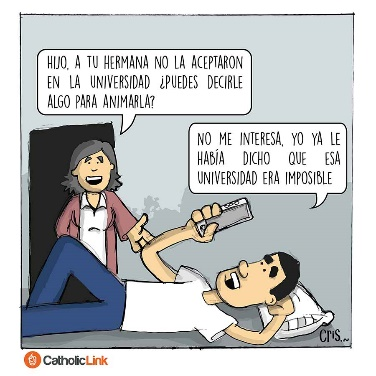 HIJO, A TU HERMANA NO LA ACEPTARON
EN LA UNIVERSIDAD ¿PUEDES DECIRLE
ALGO PARA ANIMARLA?
NO ME INTERESA, YO YA LE
HABÍA DICHO QUE ESA
UNIVERSIDAD ERA IMPOSIBLE
CRIS.
CatholicLink